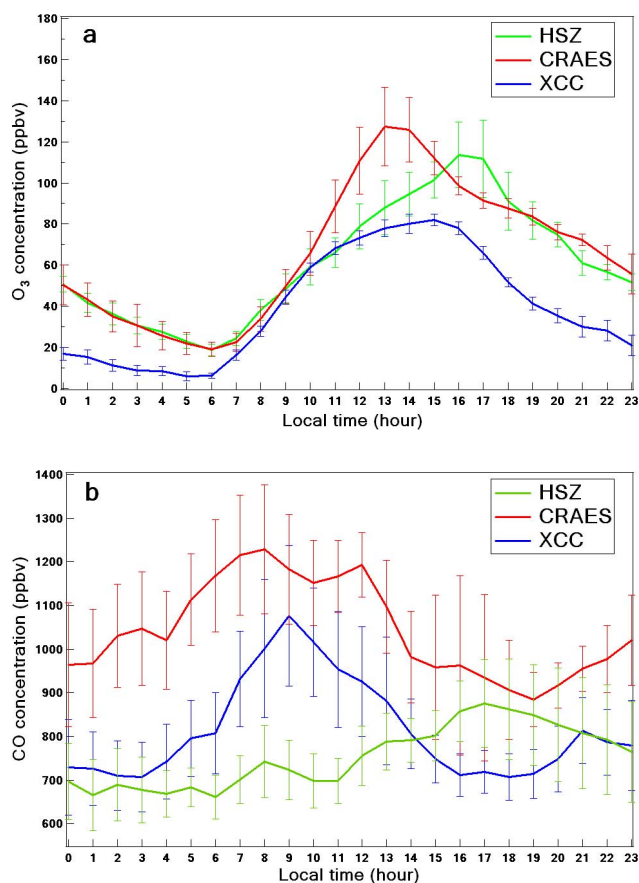 a
HSZ
CRAES
XCC
O3 concentration (ppbv)
180
160
140
120
100
80
60
40
20
0
0 1 2 3 4 5 6 7 8 9 10 11 12 13 14 15 16 17 18 19 20 21 22 23
Local time (hour)
b
HSZ
CRAES
XCC
CO concentration (ppbv)
1400
1300
1200
1100
1000
900
800
700
600
0 1 2 3 4 5 6 7 8 9 10 11 12 13 14 15 16 17 18 19 20 21 22 23
Local time (hour)